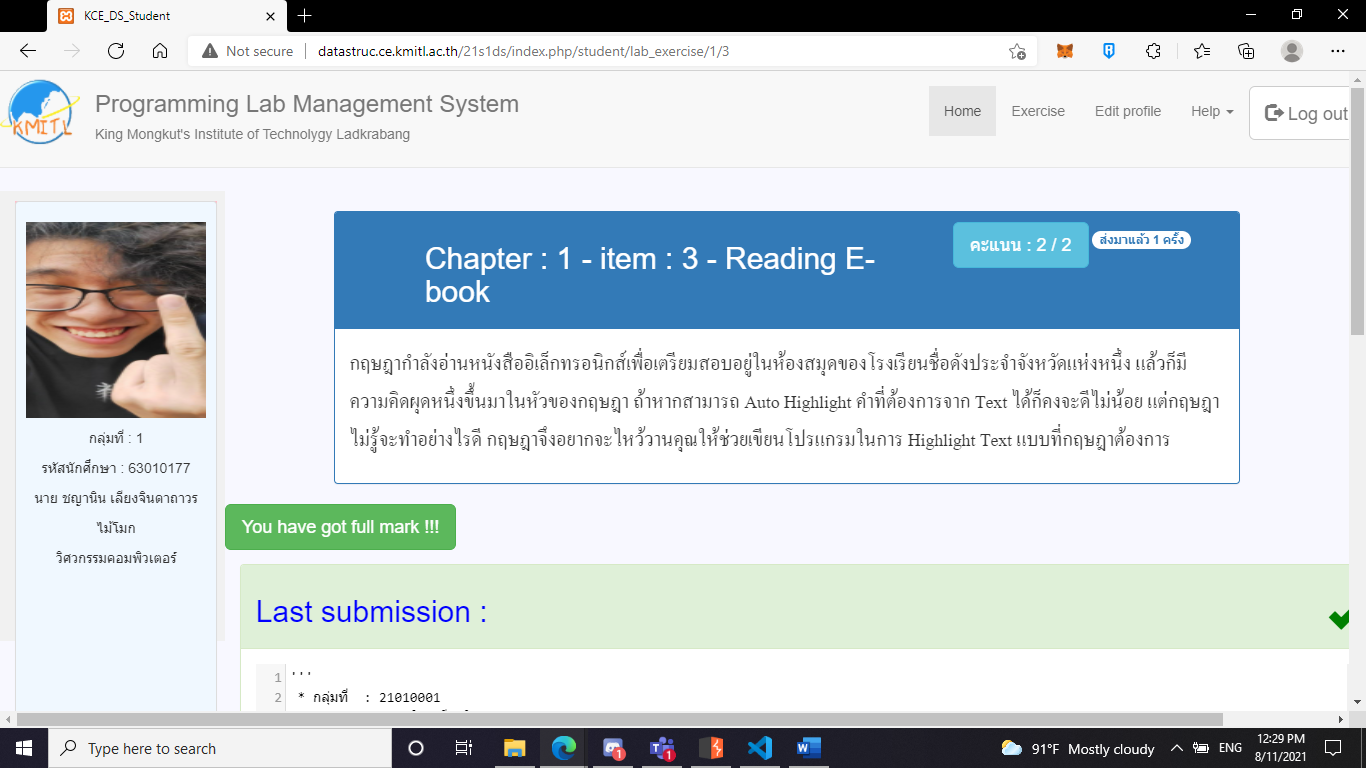 KCE_DS_Student
Not secure
datastruc.ce.kmitl.ac.th/21s1ds/index.php/student/lab_exercise/1/3
KMITL
Programming Lab Management System
King Mongkut's Institute of Technolygy Ladkrabang
Home
Exercise
Edit profile
Help
Log out
Chapter : 1 - item : 3 - Reading E-
book
คะแนน : 2 / 2
ส่งมาแล้ว 1 ครั้ง
กฤษฎากำลังอ่านหนังสืออิเล็กทรอนิกส์เพื่อเตรียมสอบอยู่ในห้องสมุดของโรงเรียนชื่อดังประจำจังหวัดแห่งหนึ่ง แล้วก็มี
ความคิดผุดหนึ่งขึ้นมาในหัวของกฤษฎา ถ้าหากสามารถ Auto Highlight คำที่ต้องการจาก Text ได้ก็คงจะดีไม่น้อย แต่กฤษฎา
ไม่รู้จะทำอย่างไรดี กฤษฎาจึงอยากจะไหว้วานคุณให้ช่วยเขียนโปรแกรมในการ Highlight Text แบบที่กฤษฎาต้องการ
กลุ่มที่ : 1
รหัสนักศึกษา : 63010177
นาย ชญานิน เลียงจินดาถาวร
ไม้โมก
วิศวกรรมคอมพิวเตอร์
You have got full mark !!!
Last submission :
1 '''
2 * กลุ่มที่ : 21010001
Type here to search
1
1
91°F Mostly cloudy
ENG
12:29 PM
8/11/2021